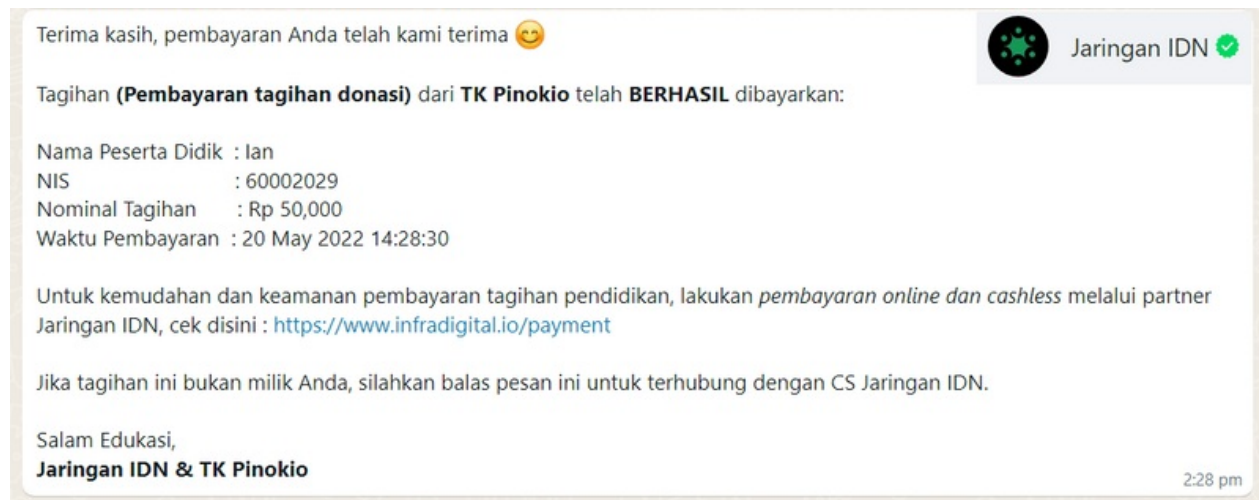 Terima kasih, pembayaran Anda telah kami terima 😊
Jaringan IDN
Tagihan (Pembayaran tagihan donasi) dari TK Pinokio telah BERHASIL dibayarkan:
Nama Peserta Didik : Ian
NIS : 60002029
Nominal Tagihan : Rp 50,000
Waktu Pembayaran : 20 May 2022 14:28:30
Untuk kemudahan dan keamanan pembayaran tagihan pendidikan, lakukan pembayaran online dan cashless melalui partner
Jaringan IDN, cek disini : https://www.infradigital.io/payment
Jika tagihan ini bukan milik Anda, silahkan balas pesan ini untuk terhubung dengan CS Jaringan IDN.
Salam Edukasi,
Jaringan IDN & TK Pinokio
2:28 pm